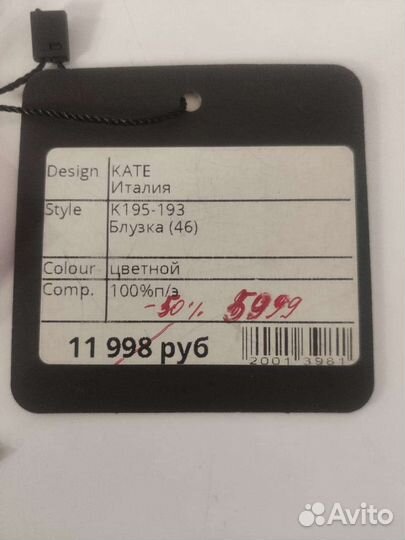 Design KATE
Италия
Style K195-193
Блузка (46)
Colour цветной
Comp. 100%п/э
-50% 5999
11 998 руб
2001 3981
Avito